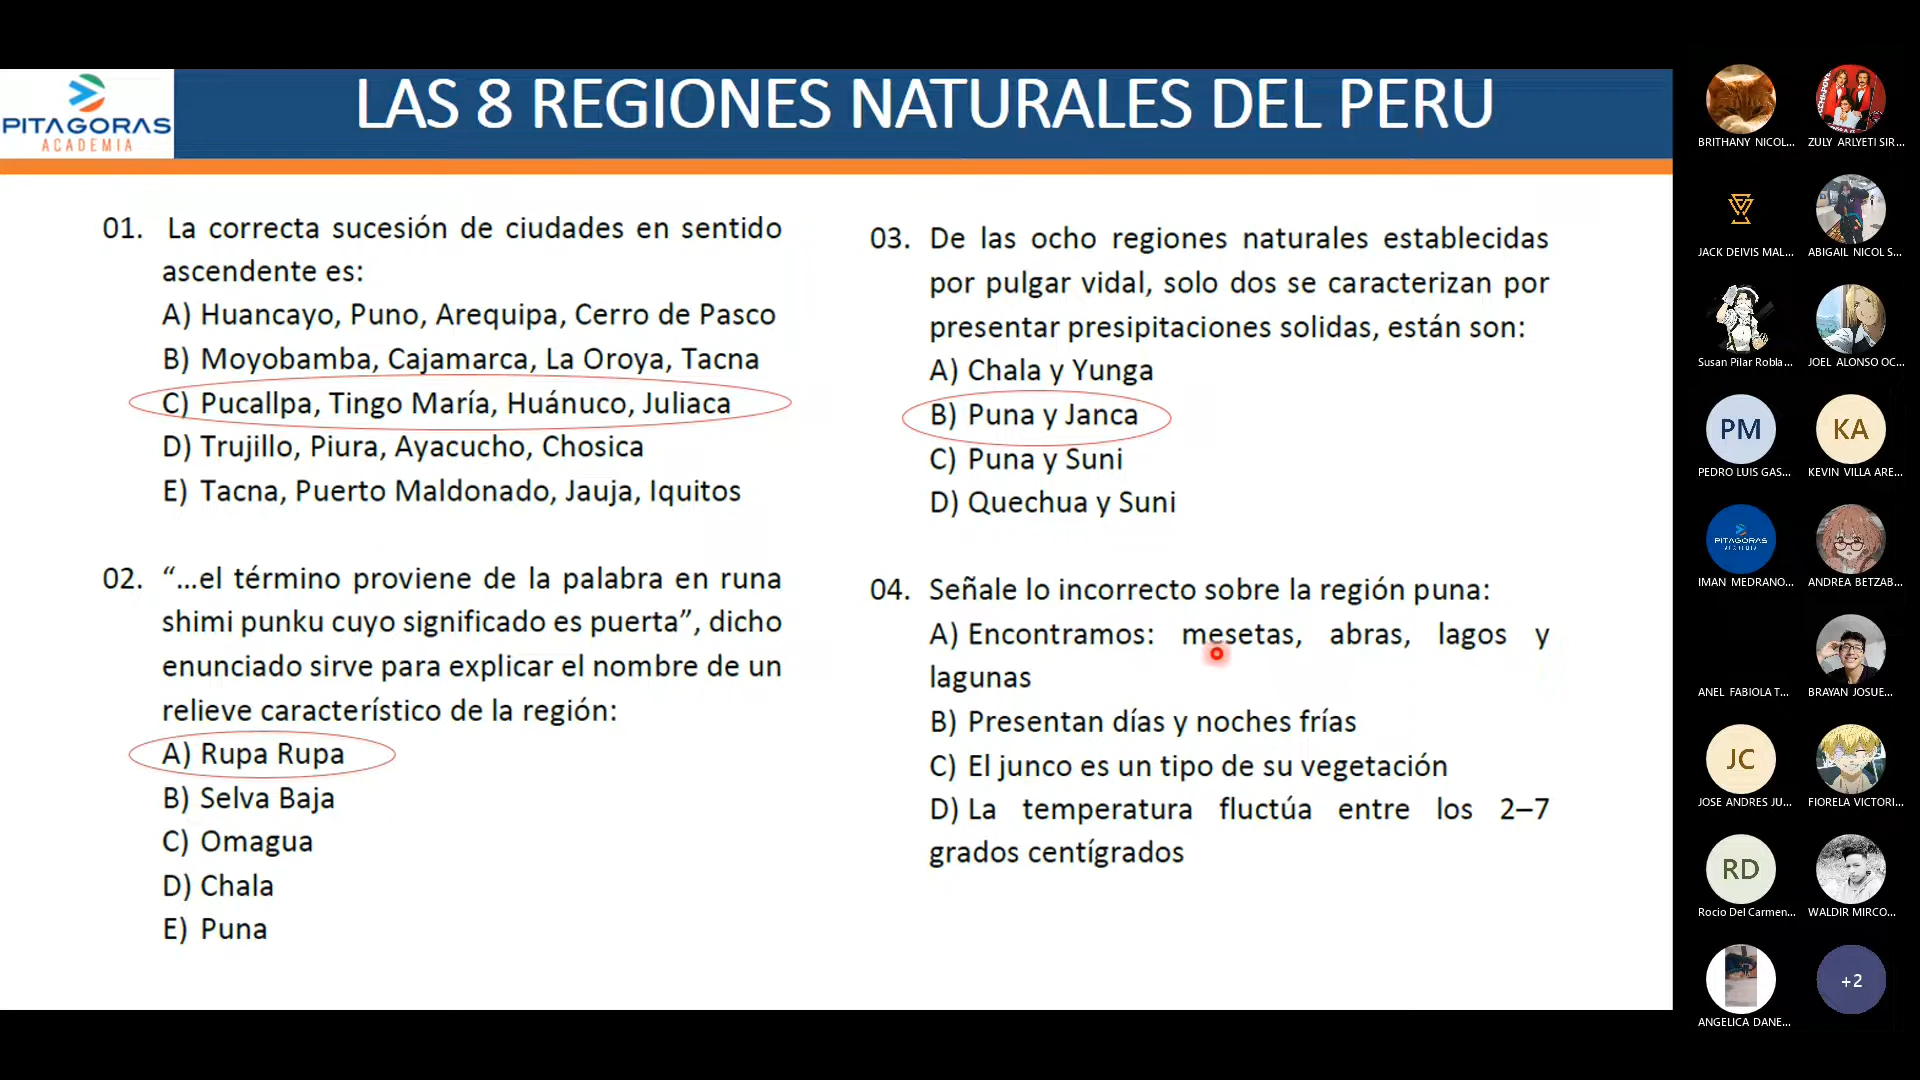 PITAGORAS
ACADEMIA
LAS 8 REGIONES NATURALES DEL PERU
01. La correcta sucesión de ciudades en sentido
ascendente es:
A) Huancayo, Puno, Arequipa, Cerro de Pasco
B) Moyobamba, Cajamarca, La Oroya, Tacna
C) Pucallpa, Tingo María, Huánuco, Juliaca
D) Trujillo, Piura, Ayacucho, Chosica
E) Tacna, Puerto Maldonado, Jauja, Iquitos
02. “...el término proviene de la palabra en runa
shimi punku cuyo significado es puerta”, dicho
enunciado sirve para explicar el nombre de un
relieve característico de la región:
A) Rupa Rupa
B) Selva Baja
C) Omagua
D) Chala
E) Puna
03. De las ocho regiones naturales establecidas
por pulgar vidal, solo dos se caracterizan por
presentar presipitaciones solidas, están son:
A) Chala y Yunga
B) Puna y Janca
C) Puna y Suni
D) Quechua y Suni
04. Señale lo incorrecto sobre la región puna:
A) Encontramos: mesetas, abras, lagos y
lagunas
B) Presentan días y noches frías
C) El junco es un tipo de su vegetación
D) La temperatura fluctúa entre los 2–7
grados centígrados
BRITHANY NICOL...
ZULY ARLYETI SIR...
JACK DEIVIS MAL...
ABIGAIL NICOL S...
Susan Pilar Robla...
JOEL ALONSO OC...
PM
PEDRO LUIS GAS...
KA
KEVIN VILLA ARE...
PITAGORAS
ACADEMIA
IMAN MEDRANO...
ANDREA BETZAB...
ANEL FABIOLA T...
BRAYAN JOSUE...
JC
JOSE ANDRES JU...
FIORELA VICTORI...
RD
Rocio Del Carmen...
WALDIR MIRCO...
ANGELICA DANE...
+2